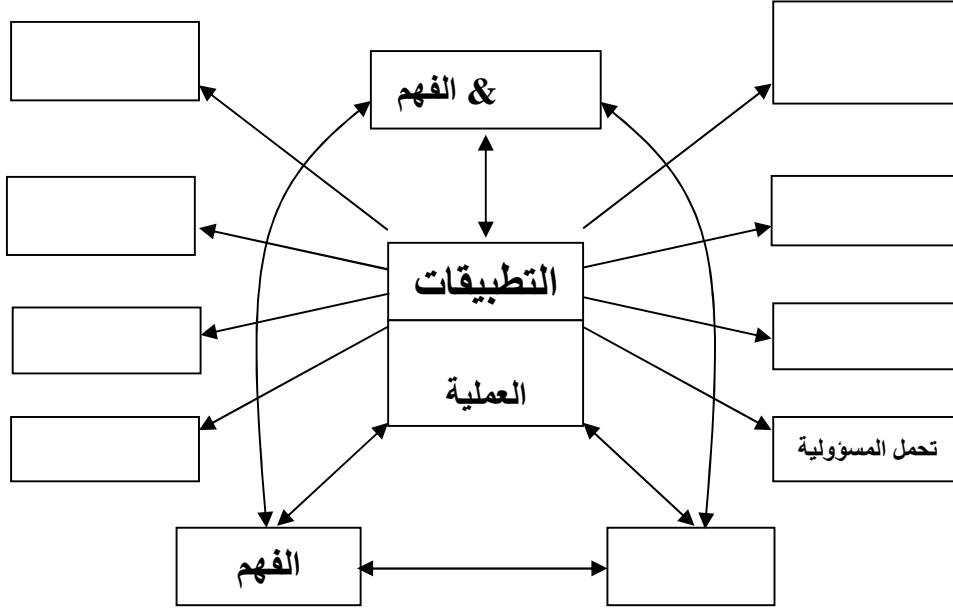 & الفهم
التطبيقات
العملية
تحمل المسؤولية
الفهم